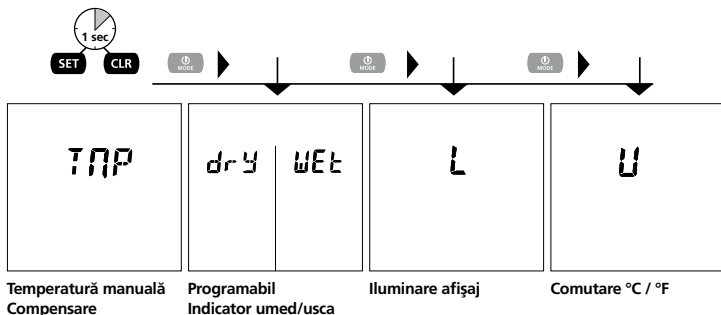 1 sec
SET CLR MODE MODE MODE
TMP dry WEt L U
Temperatură manuală
Compensare
Programabil
Indicator umed/usca
Iluminare afişaj
Comutare °C / °F